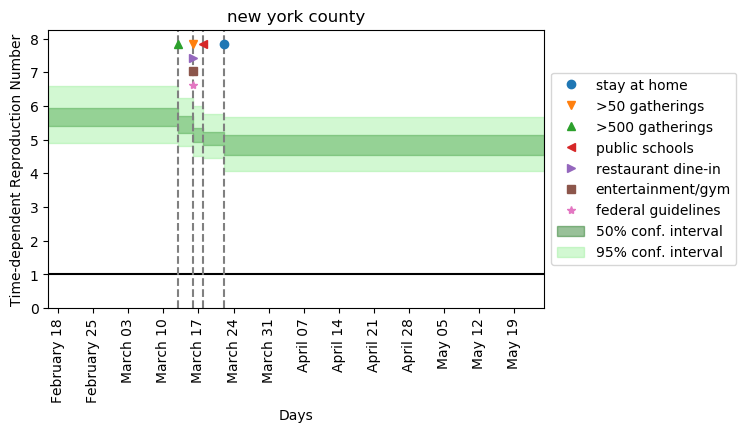 new york county
Time-dependent Reproduction Number
8
7
6
5
4
3
2
1
0
February 18
February 25
March 03
March 10
March 17
March 24
March 31
April 07
April 14
April 21
April 28
May 05
May 12
May 19
Days
stay at home
>50 gatherings
>500 gatherings
public schools
restaurant dine-in
entertainment/gym
federal guidelines
50% conf. interval
95% conf. interval